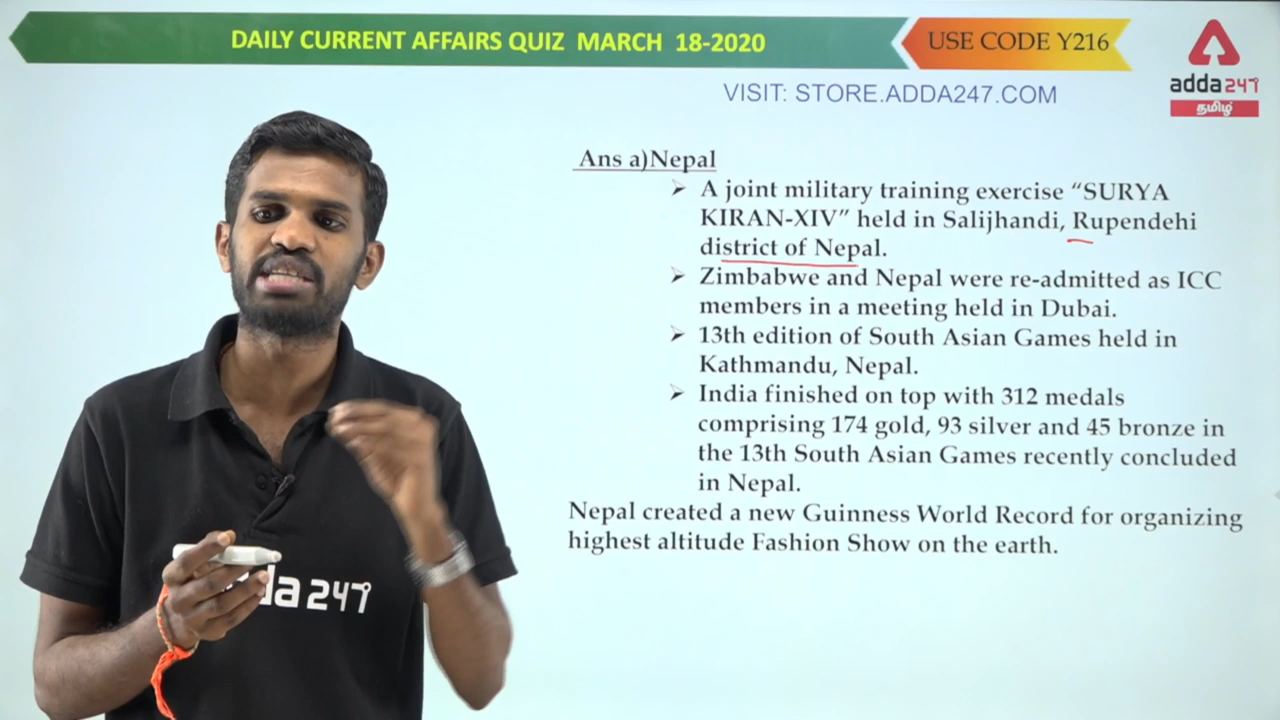 DAILY CURRENT AFFAIRS QUIZ MARCH 18-2020
USE CODE Y216
adda247
தமிழ்
VISIT: STORE.ADDA247.COM
Ans a)Nepal
➢ A joint military training exercise “SURYA
KIRAN-XIV” held in Salijhandi, Rupendehi
district of Nepal.
➢ Zimbabwe and Nepal were re-admitted as ICC
members in a meeting held in Dubai.
➢ 13th edition of South Asian Games held in
Kathmandu, Nepal.
➢ India finished on top with 312 medals
comprising 174 gold, 93 silver and 45 bronze in
the 13th South Asian Games recently concluded
in Nepal.
Nepal created a new Guinness World Record for organizing
highest altitude Fashion Show on the earth.
da 247